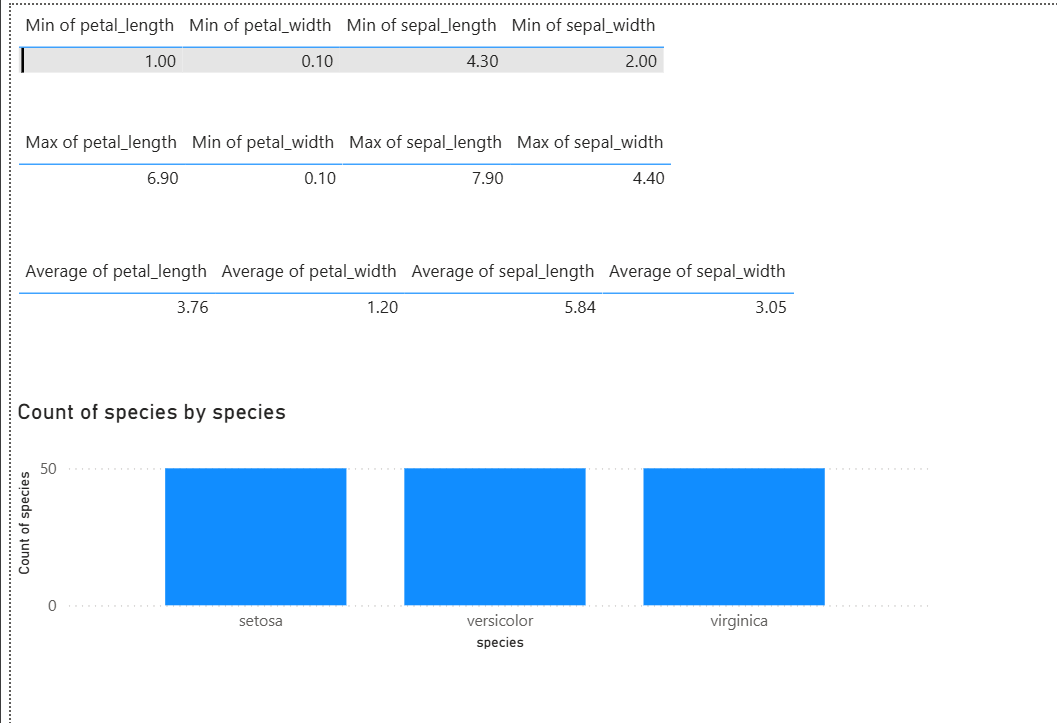 Min of petal_length Min of petal_width Min of sepal_length Min of sepal_width
1.00 0.10 4.30 2.00
Max of petal_length Min of petal_width Max of sepal_length Max of sepal_width
6.90 0.10 7.90 4.40
Average of petal_length Average of petal_width Average of sepal_length Average of sepal_width
3.76 1.20 5.84 3.05
Count of species by species
Count of species
50
0
setosa versicolor virginica
species